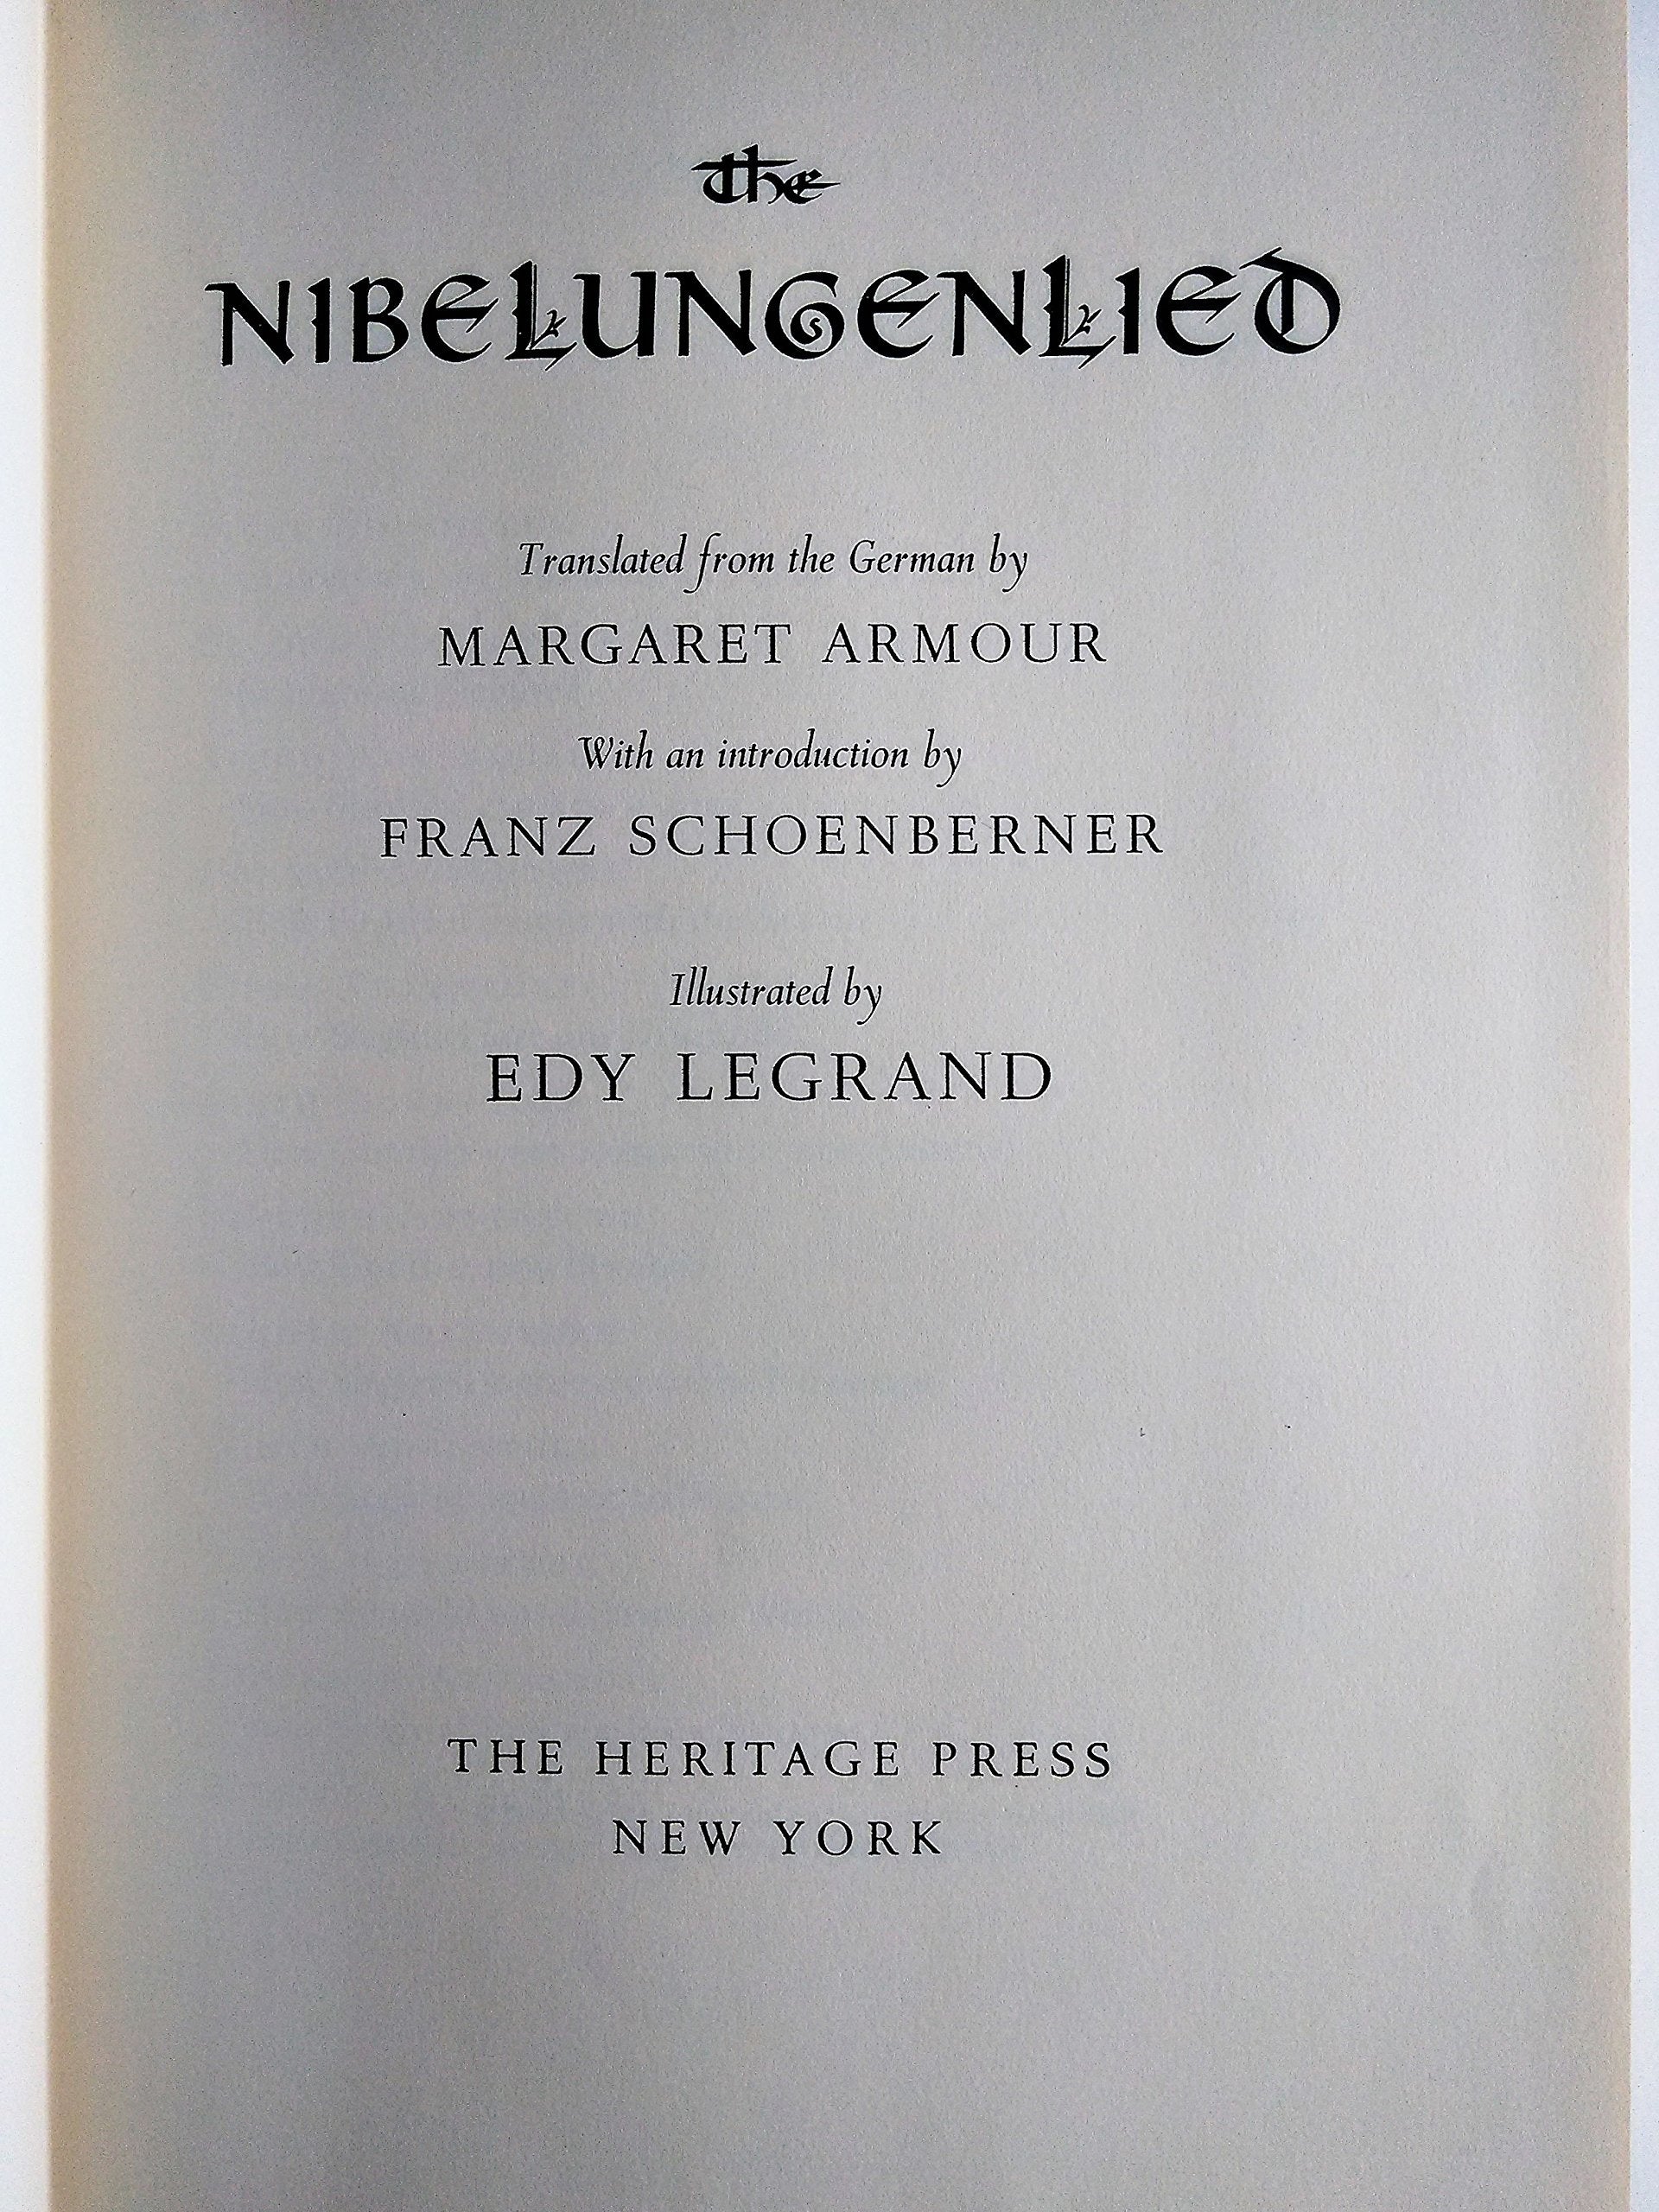 the
NIBELUNGENLIED
Translated from the German by
MARGARET ARMOUR
With an introduction by
FRANZ SCHOENBERNER
Illustrated by
EDY LEGRAND
THE HERITAGE PRESS
NEW YORK